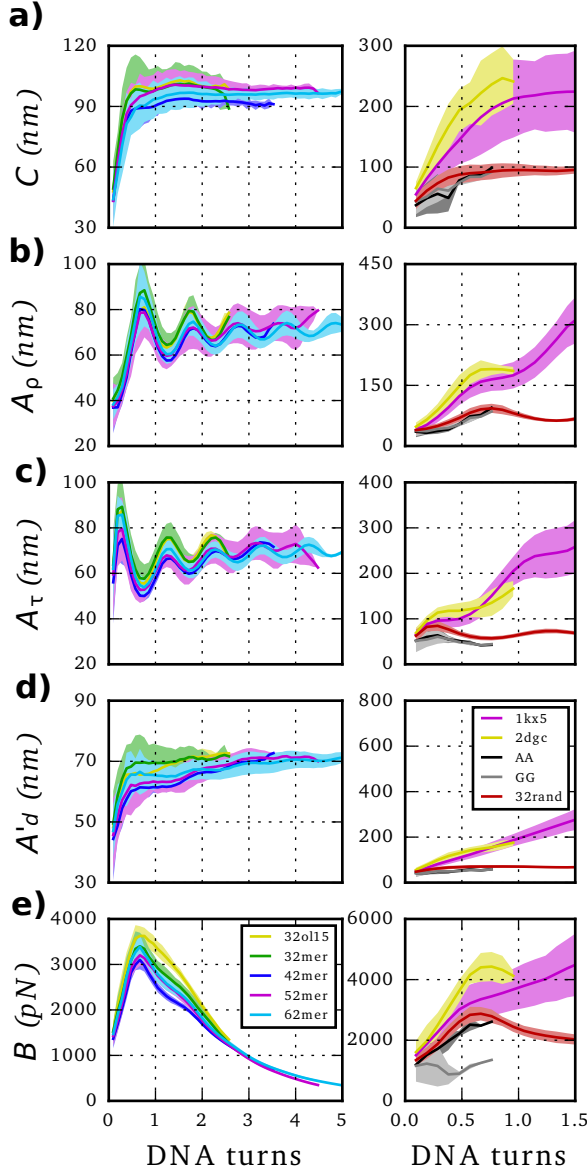 a)
C (nm)
120
90
60
30
300
200
100
0
b)
Aρ (nm)
100
80
60
40
20
450
300
150
0
c)
Aτ (nm)
100
80
60
40
20
400
300
200
100
0
d)
A'd (nm)
90
70
50
30
800
600
400
200
0
1kx5
2dgc
AA
GG
32rand
e)
B (pN)
4000
3000
2000
1000
0
32ol15
32mer
42mer
52mer
62mer
6000
4000
2000
0
0 1 2 3 4 5
0.0 0.5 1.0 1.5
DNA turns
DNA turns